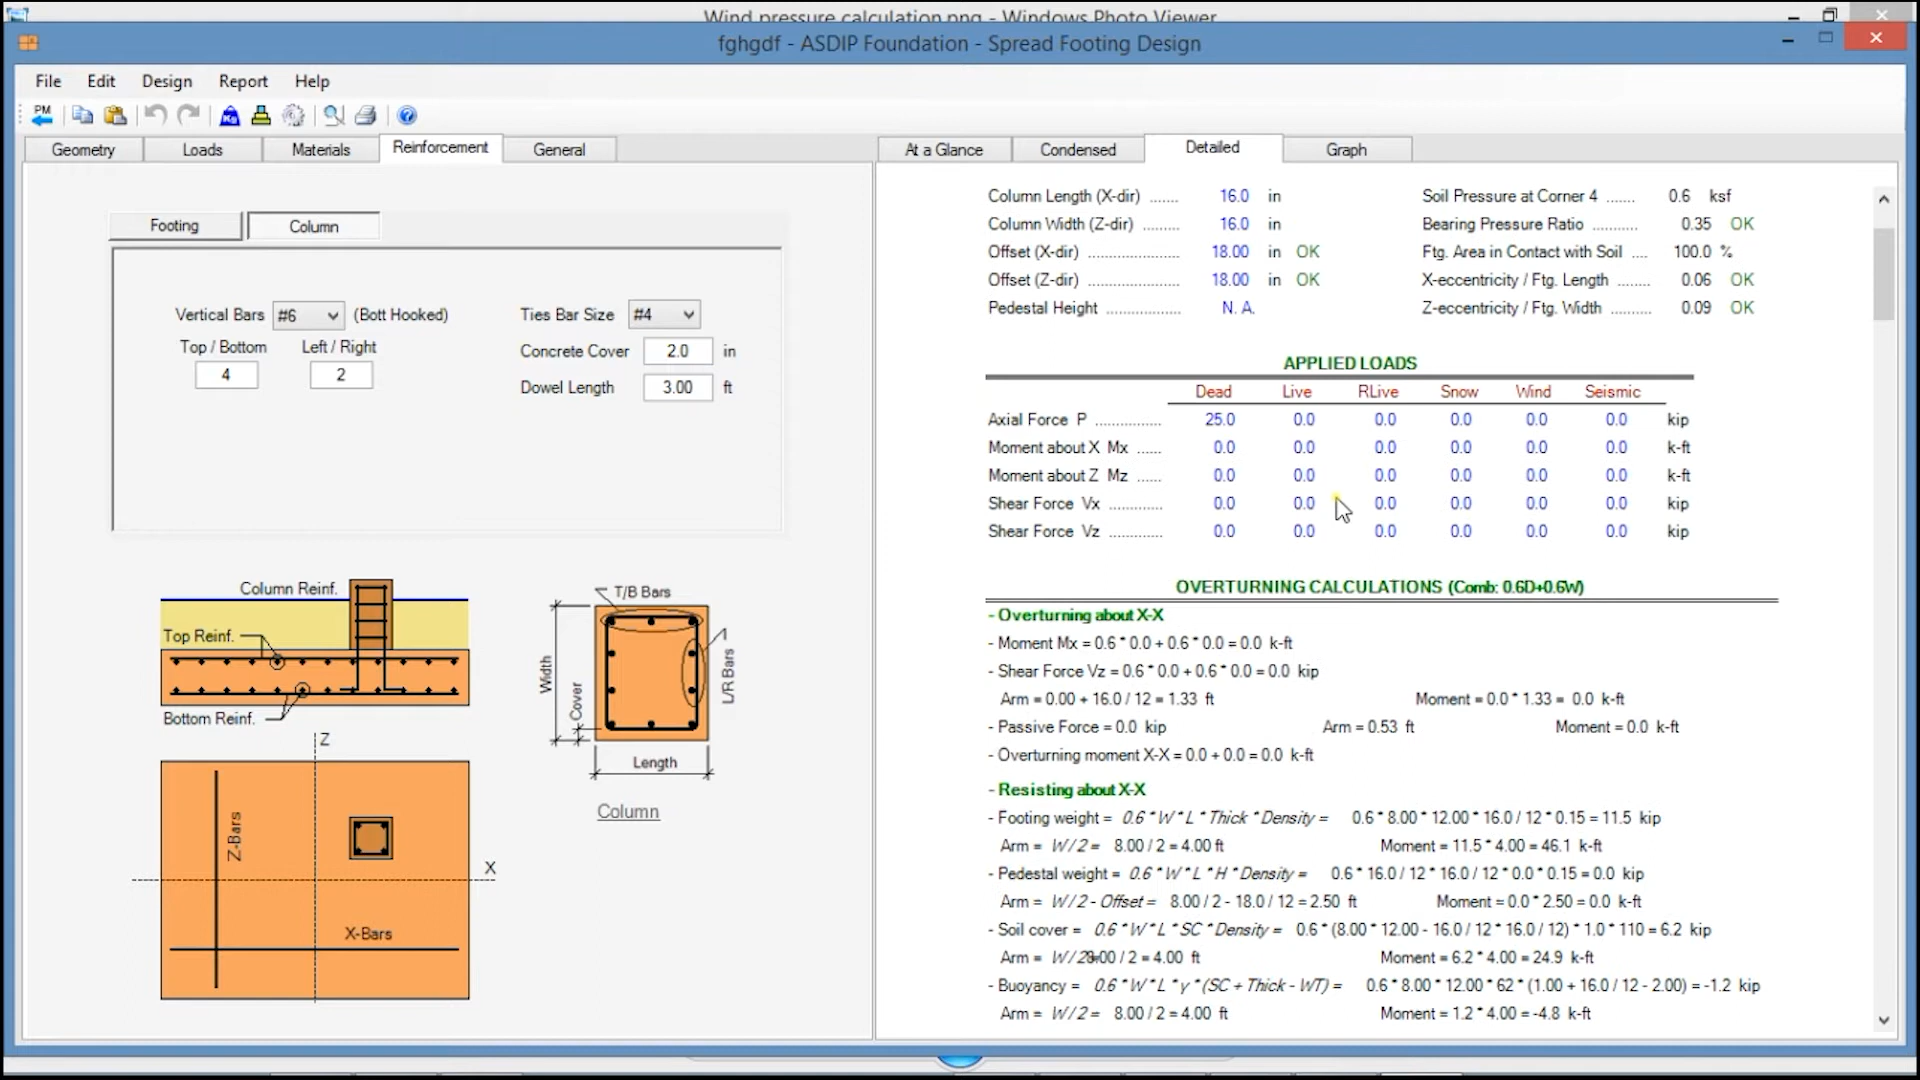 Wind pressure calculation.png - Windows Photo Viewer
fghgdf - ASDIP Foundation - Spread Footing Design
File Edit Design Report Help
PM
Geometry Loads Materials Reinforcement General
At a Glance Condensed Detailed Graph
Footing Column
Vertical Bars #6 (Bott Hooked)
Top / Bottom Left / Right
4 2
Ties Bar Size #4
Concrete Cover 2.0 in
Dowel Length 3.00 ft
Column Reinf.
Top Reinf.
Bottom Reinf.
T/B Bars
L/R Bars
Width
Cover
Length
Column
Z
X
Z-Bars
X-Bars
Column Length (X-dir) ...... 16.0 in
Column Width (Z-dir) ......... 16.0 in
Offset (X-dir) ...................... 18.00 in OK
Offset (Z-dir) ...................... 18.00 in OK
Pedestal Height .................. N. A.
Soil Pressure at Corner 4 ....... 0.6 ksf
Bearing Pressure Ratio ........... 0.35 OK
Ftg. Area in Contact with Soil .... 100.0 %
X-eccentricity / Ftg. Length ........ 0.06 OK
Z-eccentricity / Ftg. Width .......... 0.09 OK
APPLIED LOADS
Dead Live RLive Snow Wind Seismic
Axial Force P ................ 25.0 0.0 0.0 0.0 0.0 0.0 kip
Moment about X Mx ...... 0.0 0.0 0.0 0.0 0.0 0.0 k-ft
Moment about Z Mz ...... 0.0 0.0 0.0 0.0 0.0 0.0 k-ft
Shear Force Vx ............. 0.0 0.0 0.0 0.0 0.0 0.0 kip
Shear Force Vz ............. 0.0 0.0 0.0 0.0 0.0 0.0 kip
OVERTURNING CALCULATIONS (Comb: 0.6D+0.6W)
- Overturning about X-X
- Moment Mx = 0.6 * 0.0 + 0.6 * 0.0 = 0.0 k-ft
- Shear Force Vz = 0.6 * 0.0 + 0.6 * 0.0 = 0.0 kip
Arm = 0.00 + 16.0 / 12 = 1.33 ft Moment = 0.0 * 1.33 = 0.0 k-ft
- Passive Force = 0.0 kip Arm = 0.53 ft Moment = 0.0 k-ft
- Overturning moment X-X = 0.0 + 0.0 = 0.0 k-ft
- Resisting about X-X
- Footing weight = 0.6 * W * L * Thick * Density = 0.6 * 8.00 * 12.00 * 16.0 / 12 * 0.15 = 11.5 kip
Arm = W / 2 = 8.00 / 2 = 4.00 ft Moment = 11.5 * 4.00 = 46.1 k-ft
- Pedestal weight = 0.6 * W * L * H * Density = 0.6 * 16.0 / 12 * 16.0 / 12 * 0.0 * 0.15 = 0.0 kip
Arm = W / 2 - Offset = 8.00 / 2 - 18.0 / 12 = 2.50 ft Moment = 0.0 * 2.50 = 0.0 k-ft
- Soil cover = 0.6 * W * L * SC * Density = 0.6 * (8.00 * 12.00 - 16.0 / 12 * 16.0 / 12) * 1.0 * 110 = 6.2 kip
Arm = W / 2 = 8.00 / 2 = 4.00 ft Moment = 6.2 * 4.00 = 24.9 k-ft
- Buoyancy = 0.6 * W * L * γ * (SC + Thick - WT) = 0.6 * 8.00 * 12.00 * 62 * (1.00 + 16.0 / 12 - 2.00) = -1.2 kip
Arm = W / 2 = 8.00 / 2 = 4.00 ft Moment = 1.2 * 4.00 = -4.8 k-ft